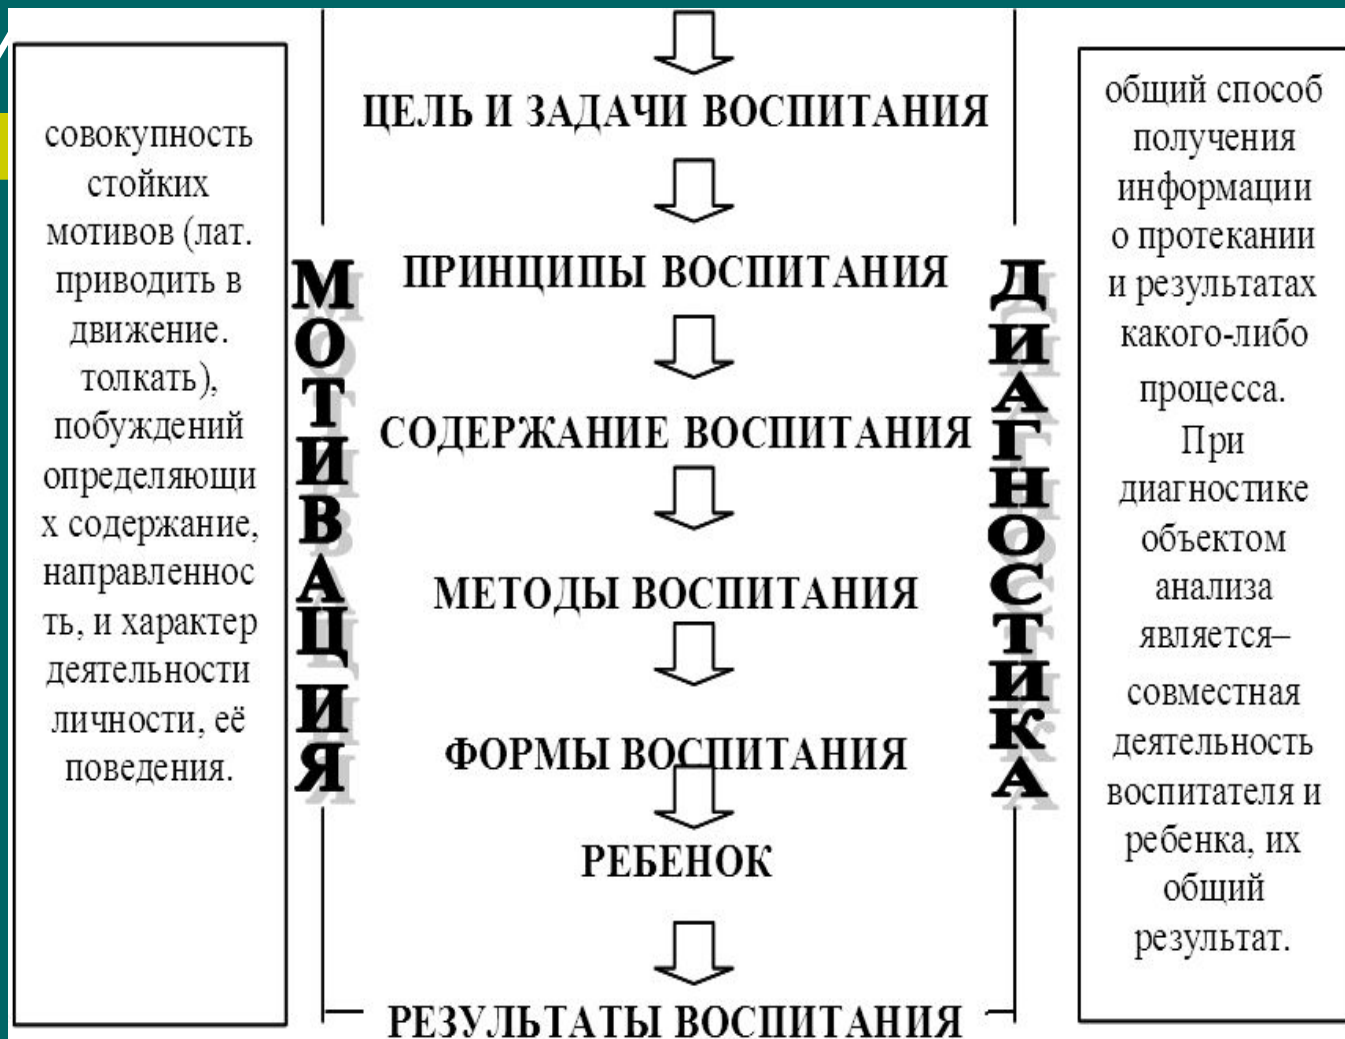 совокупность
стойких
мотивов (лат.
приводить в
движение.
толкать),
побуждений
определяющи
х содержание,
направленнос
ть, и характер
деятельности
личности, её
поведения.
МОТИВАЦИЯ
ЦЕЛЬ И ЗАДАЧИ ВОСПИТАНИЯ
ПРИНЦИПЫ ВОСПИТАНИЯ
СОДЕРЖАНИЕ ВОСПИТАНИЯ
МЕТОДЫ ВОСПИТАНИЯ
ФОРМЫ ВОСПИТАНИЯ
РЕБЕНОК
РЕЗУЛЬТАТЫ ВОСПИТАНИЯ
ДИАГНОСТИКА
общий способ
получения
информации
о протекании
и результатах
какого-либо
процесса.
При
диагностике
объектом
анализа
является–
совместная
деятельность
воспитателя и
ребенка, их
общий
результат.